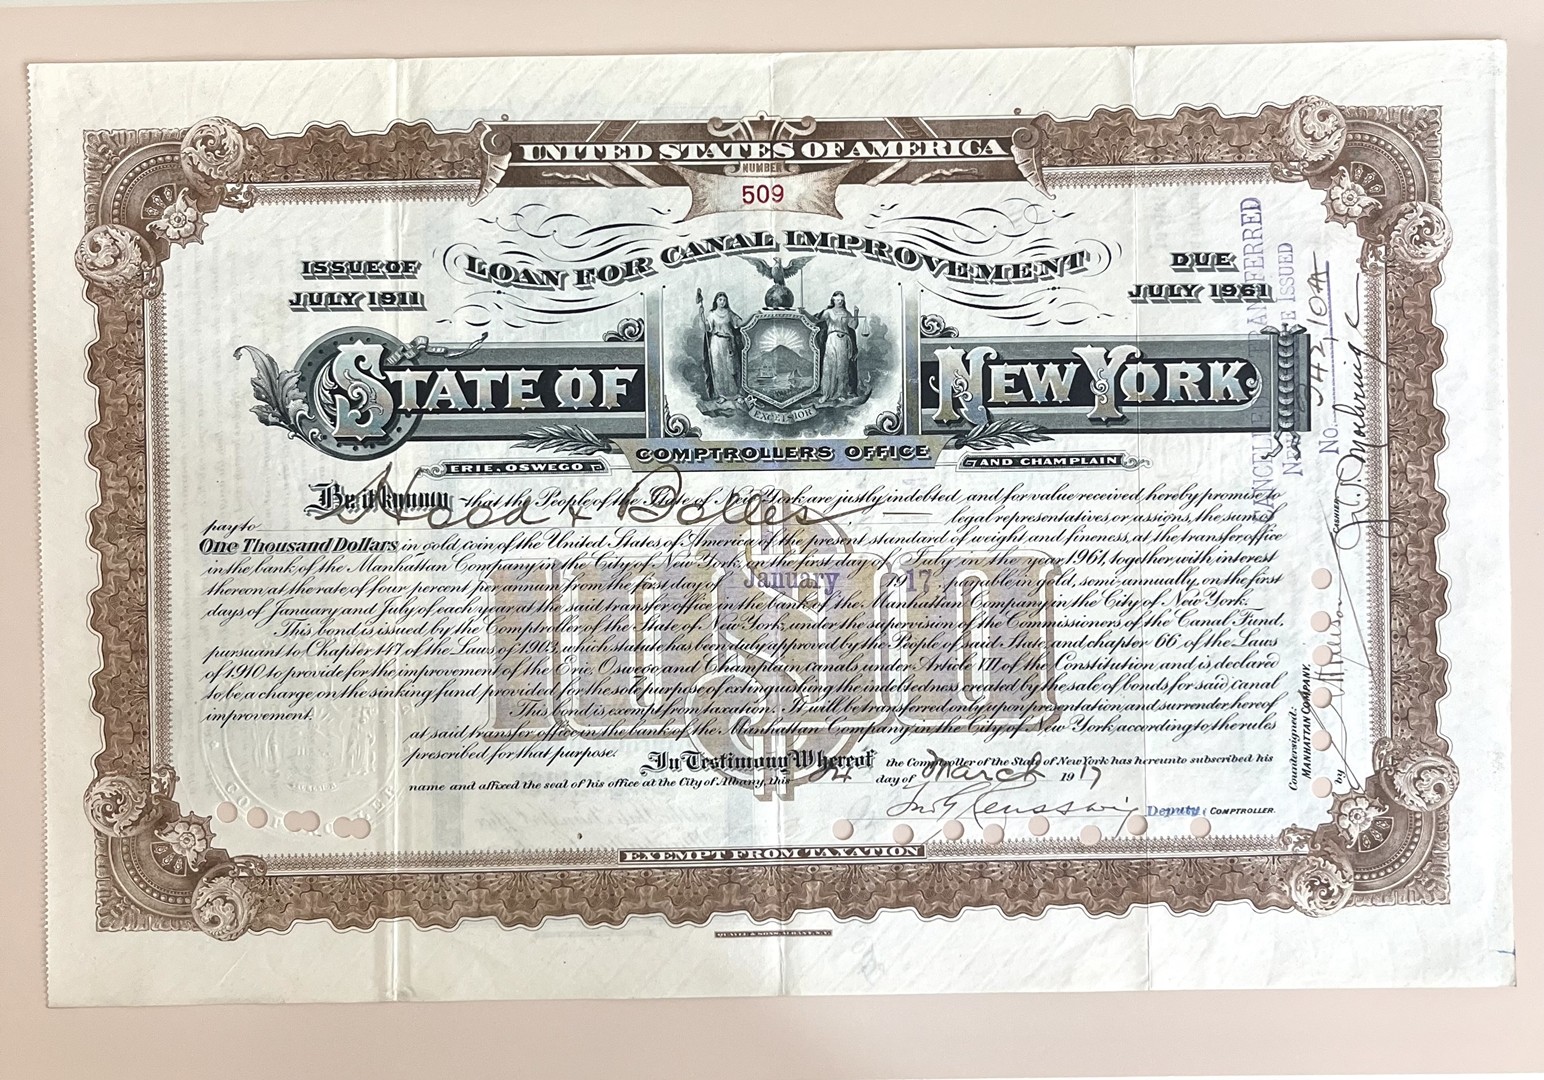 UNITED STATES OF AMERICA
NUMBER
509
ISSUE OF
JULY 1911
LOAN FOR CANAL IMPROVEMENT
DUE
JULY 1961
STATE OF NEW YORK
EXCELSIOR
COMPTROLLERS OFFICE
ERIE, OSWEGO
AND CHAMPLAIN
Be it known that the People of the State of New York are justly indebted and for value received, hereby promise to
pay to Hood & Bolles, legal representatives or assigns, the sum of
One Thousand Dollars in gold coin of the United States of America of the present standard of weight and fineness, at the transfer office
in the bank of the Manhattan Company in the City of New York, on the first day of July in the year 1961, together with interest
thereon at the rate of four percent per annum from the first day of January 1917 payable in gold, semi-annually, on the first
days of January and July of each year at the said transfer office in the bank of the Manhattan Company in the City of New York.
This bond is issued by the Comptroller of the State of New York, under the supervision of the Commissioners of the Canal Fund,
pursuant to Chapter 147 of the Laws of 1903, which statute has been duly approved by the People of said State, and chapter 66 of the Laws
of 1910 to provide for the improvement of the Erie, Oswego and Champlain canals under Article VII of the Constitution and is declared
to be a charge on the sinking fund provided for the sole purpose of extinguishing the indebtedness created by the sale of bonds for said canal
improvement. This bond is exempt from taxation. It will be transferred only upon presentation and surrender hereof
at said transfer office in the bank of the Manhattan Company in the City of New York, according to the rules
prescribed for that purpose.
In Testimony Whereof the Comptroller of the State of New York has hereunto subscribed his
name and affixed the seal of his office at the City of Albany, this 24 day of March 1917
Deputy COMPTROLLER.
1000
EXEMPT FROM TAXATION
QUAYLE & SONS, ALBANY, N.Y.
TRANSFERRED
ISSUED
No. 342,104
CASHIER
Countersigned:
MANHATTAN COMPANY,
by